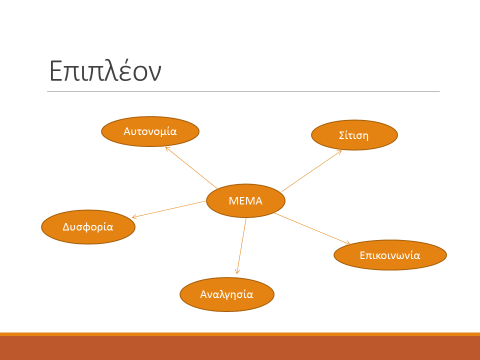 Επιπλέον
Αυτονομία
Σίτιση
ΜΕΜΑ
Δυσφορία
Επικοινωνία
Αναλγησία